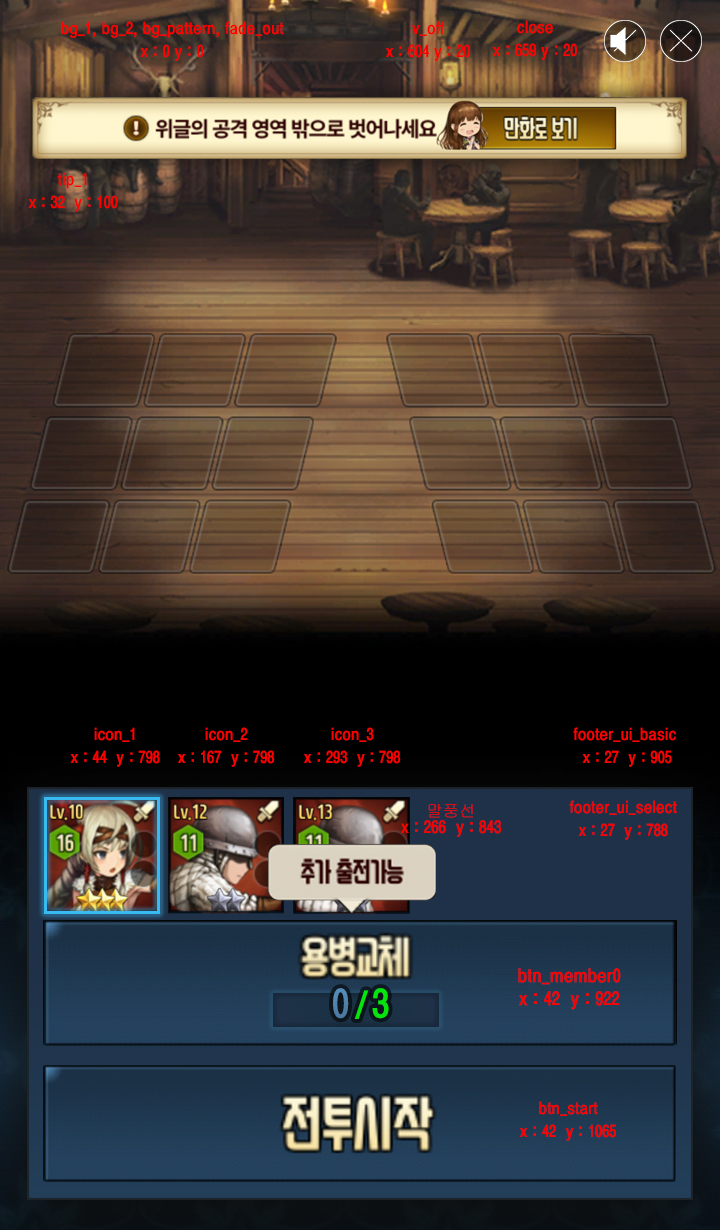 bg_1, bg_2, bg_pattern, fade_out
x : 0 y : 0
v_off
x : 604 y : 20
close
x : 659 y : 20
! 위글의 공격 영역 밖으로 벗어나세요
만화로 보기
tip_1
x : 32 y : 100
icon_1
x : 44 y : 798
icon_2
x : 167 y : 798
icon_3
x : 293 y : 798
footer_ui_basic
x : 27 y : 905
Lv.10
16
Lv.12
11
Lv.13
11
말풍선
x : 266 y : 843
footer_ui_select
x : 27 y : 788
추가 출전가능
용병교체
0/3
btn_member0
x : 42 y : 922
전투시작
btn_start
x : 42 y : 1065